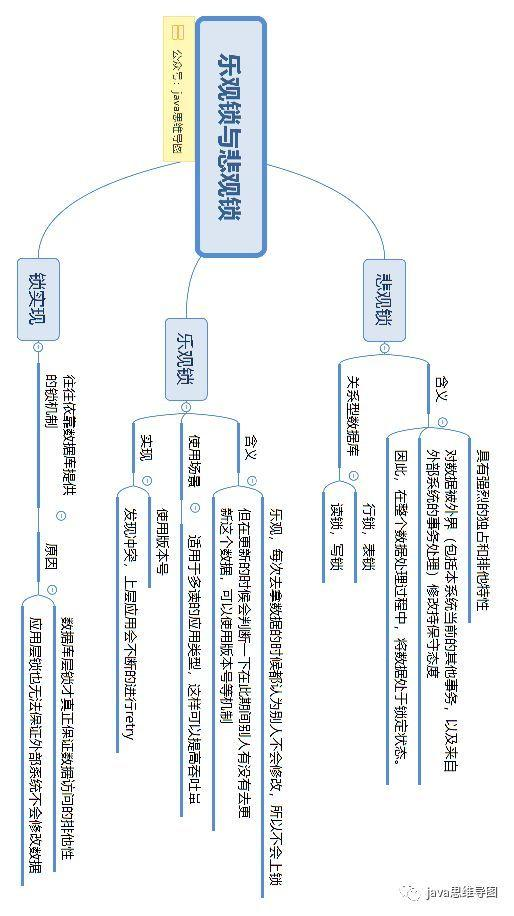 乐观锁与悲观锁
公众号：java思维导图
悲观锁
含义
具有强烈的独占和排他特性
对数据被外界（包括本系统当前的其他事务，以及来自
外部系统的事务处理）修改持保守态度
因此，在整个数据处理过程中，将数据处于锁定状态。
关系型数据库
行锁，表锁
读锁，写锁
乐观锁
含义
乐观，每次去拿数据的时候都认为别人不会修改，所以不会上锁
但在更新的时候会判断一下在此期间别人有没有去更
新这个数据，可以使用版本号等机制
使用场景
适用于多读的应用类型，这样可以提高吞吐量
实现
使用版本号
发现冲突，上层应用会不断的进行retry
锁实现
往往依靠数据库提供
的锁机制
原因
数据库层锁才真正保证数据访问的排他性
应用层锁也无法保证外部系统不会修改数据
java思维导图